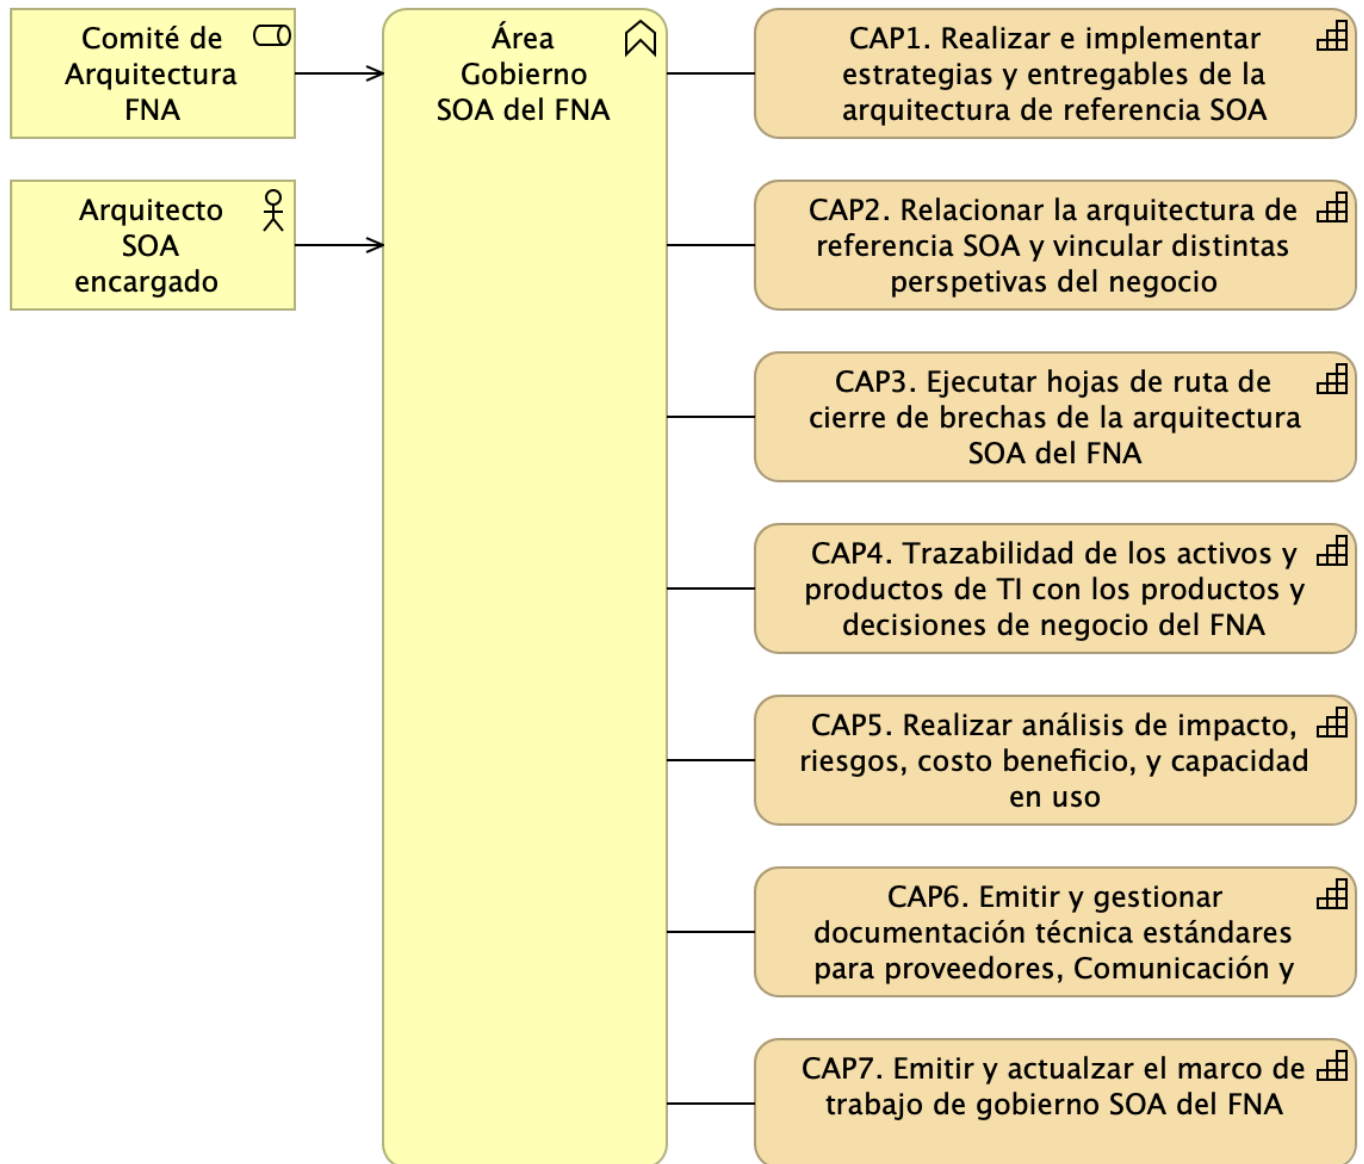 Comité de
Arquitectura
FNA
Arquitecto
SOA
encargado
Área
Gobierno
SOA del FNA
CAP1. Realizar e implementar
estrategias y entregables de la
arquitectura de referencia SOA
CAP2. Relacionar la arquitectura de
referencia SOA y vincular distintas
perspetivas del negocio
CAP3. Ejecutar hojas de ruta de
cierre de brechas de la arquitectura
SOA del FNA
CAP4. Trazabilidad de los activos y
productos de TI con los productos y
decisiones de negocio del FNA
CAP5. Realizar análisis de impacto,
riesgos, costo beneficio, y capacidad
en uso
CAP6. Emitir y gestionar
documentación técnica estándares
para proveedores, Comunicación y
CAP7. Emitir y actualzar el marco de
trabajo de gobierno SOA del FNA